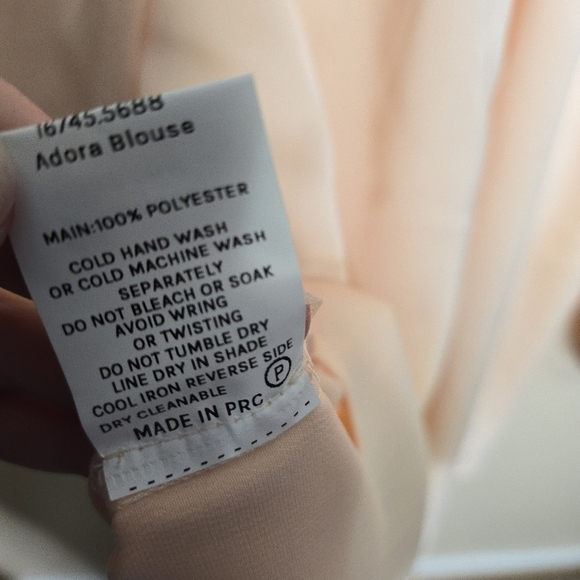 16745.5688
Adora Blouse
MAIN:100% POLYESTER
COLD HAND WASH
OR COLD MACHINE WASH
SEPARATELY
DO NOT BLEACH OR SOAK
AVOID WRING
OR TWISTING
DO NOT TUMBLE DRY
LINE DRY IN SHADE
COOL IRON REVERSE SIDE
DRY CLEANABLE P
MADE IN PRC